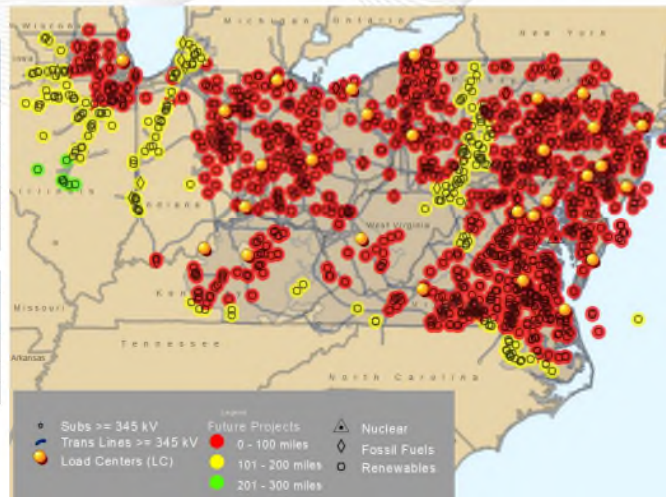 Wisconsin
Michigan
Ontario
New York
Iowa
Illinois
Indiana
West Virginia
Missouri
Tennessee
Arkansas
North Carolina
Legend
Subs >= 345 kV
Trans Lines >= 345 kV
Load Centers (LC)
Future Projects
0 - 100 miles
101 - 200 miles
201 - 300 miles
Nuclear
Fossil Fuels
Renewables